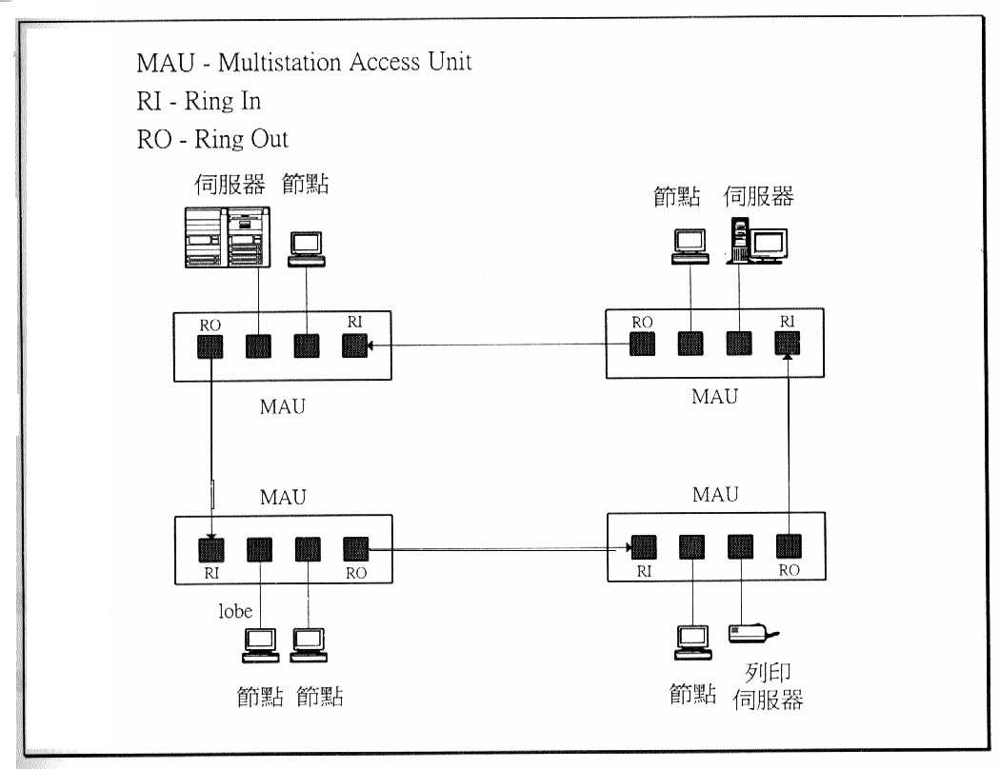 MAU - Multistation Access Unit
RI - Ring In
RO - Ring Out
伺服器 節點
節點 伺服器
RO RI
RO RI
MAU
MAU
MAU
MAU
RI RO
RI RO
lobe
節點 節點
節點 列印
伺服器